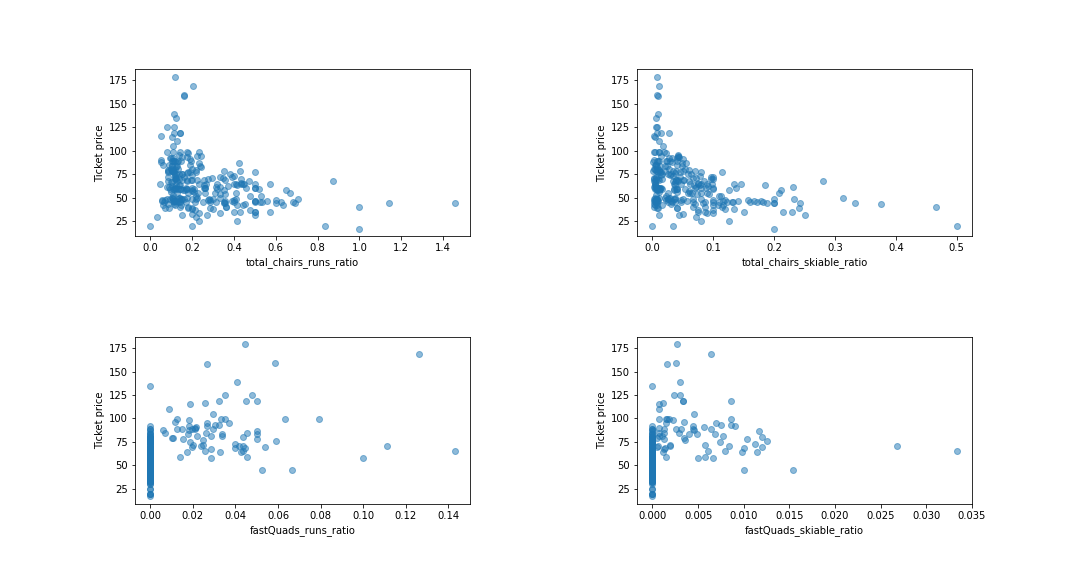 175
150
125
100
75
50
25
Ticket price
0.0 0.2 0.4 0.6 0.8 1.0 1.2 1.4
total_chairs_runs_ratio
175
150
125
100
75
50
25
Ticket price
0.0 0.1 0.2 0.3 0.4 0.5
total_chairs_skiable_ratio
175
150
125
100
75
50
25
Ticket price
0.00 0.02 0.04 0.06 0.08 0.10 0.12 0.14
fastQuads_runs_ratio
175
150
125
100
75
50
25
Ticket price
0.000 0.005 0.010 0.015 0.020 0.025 0.030 0.035
fastQuads_skiable_ratio